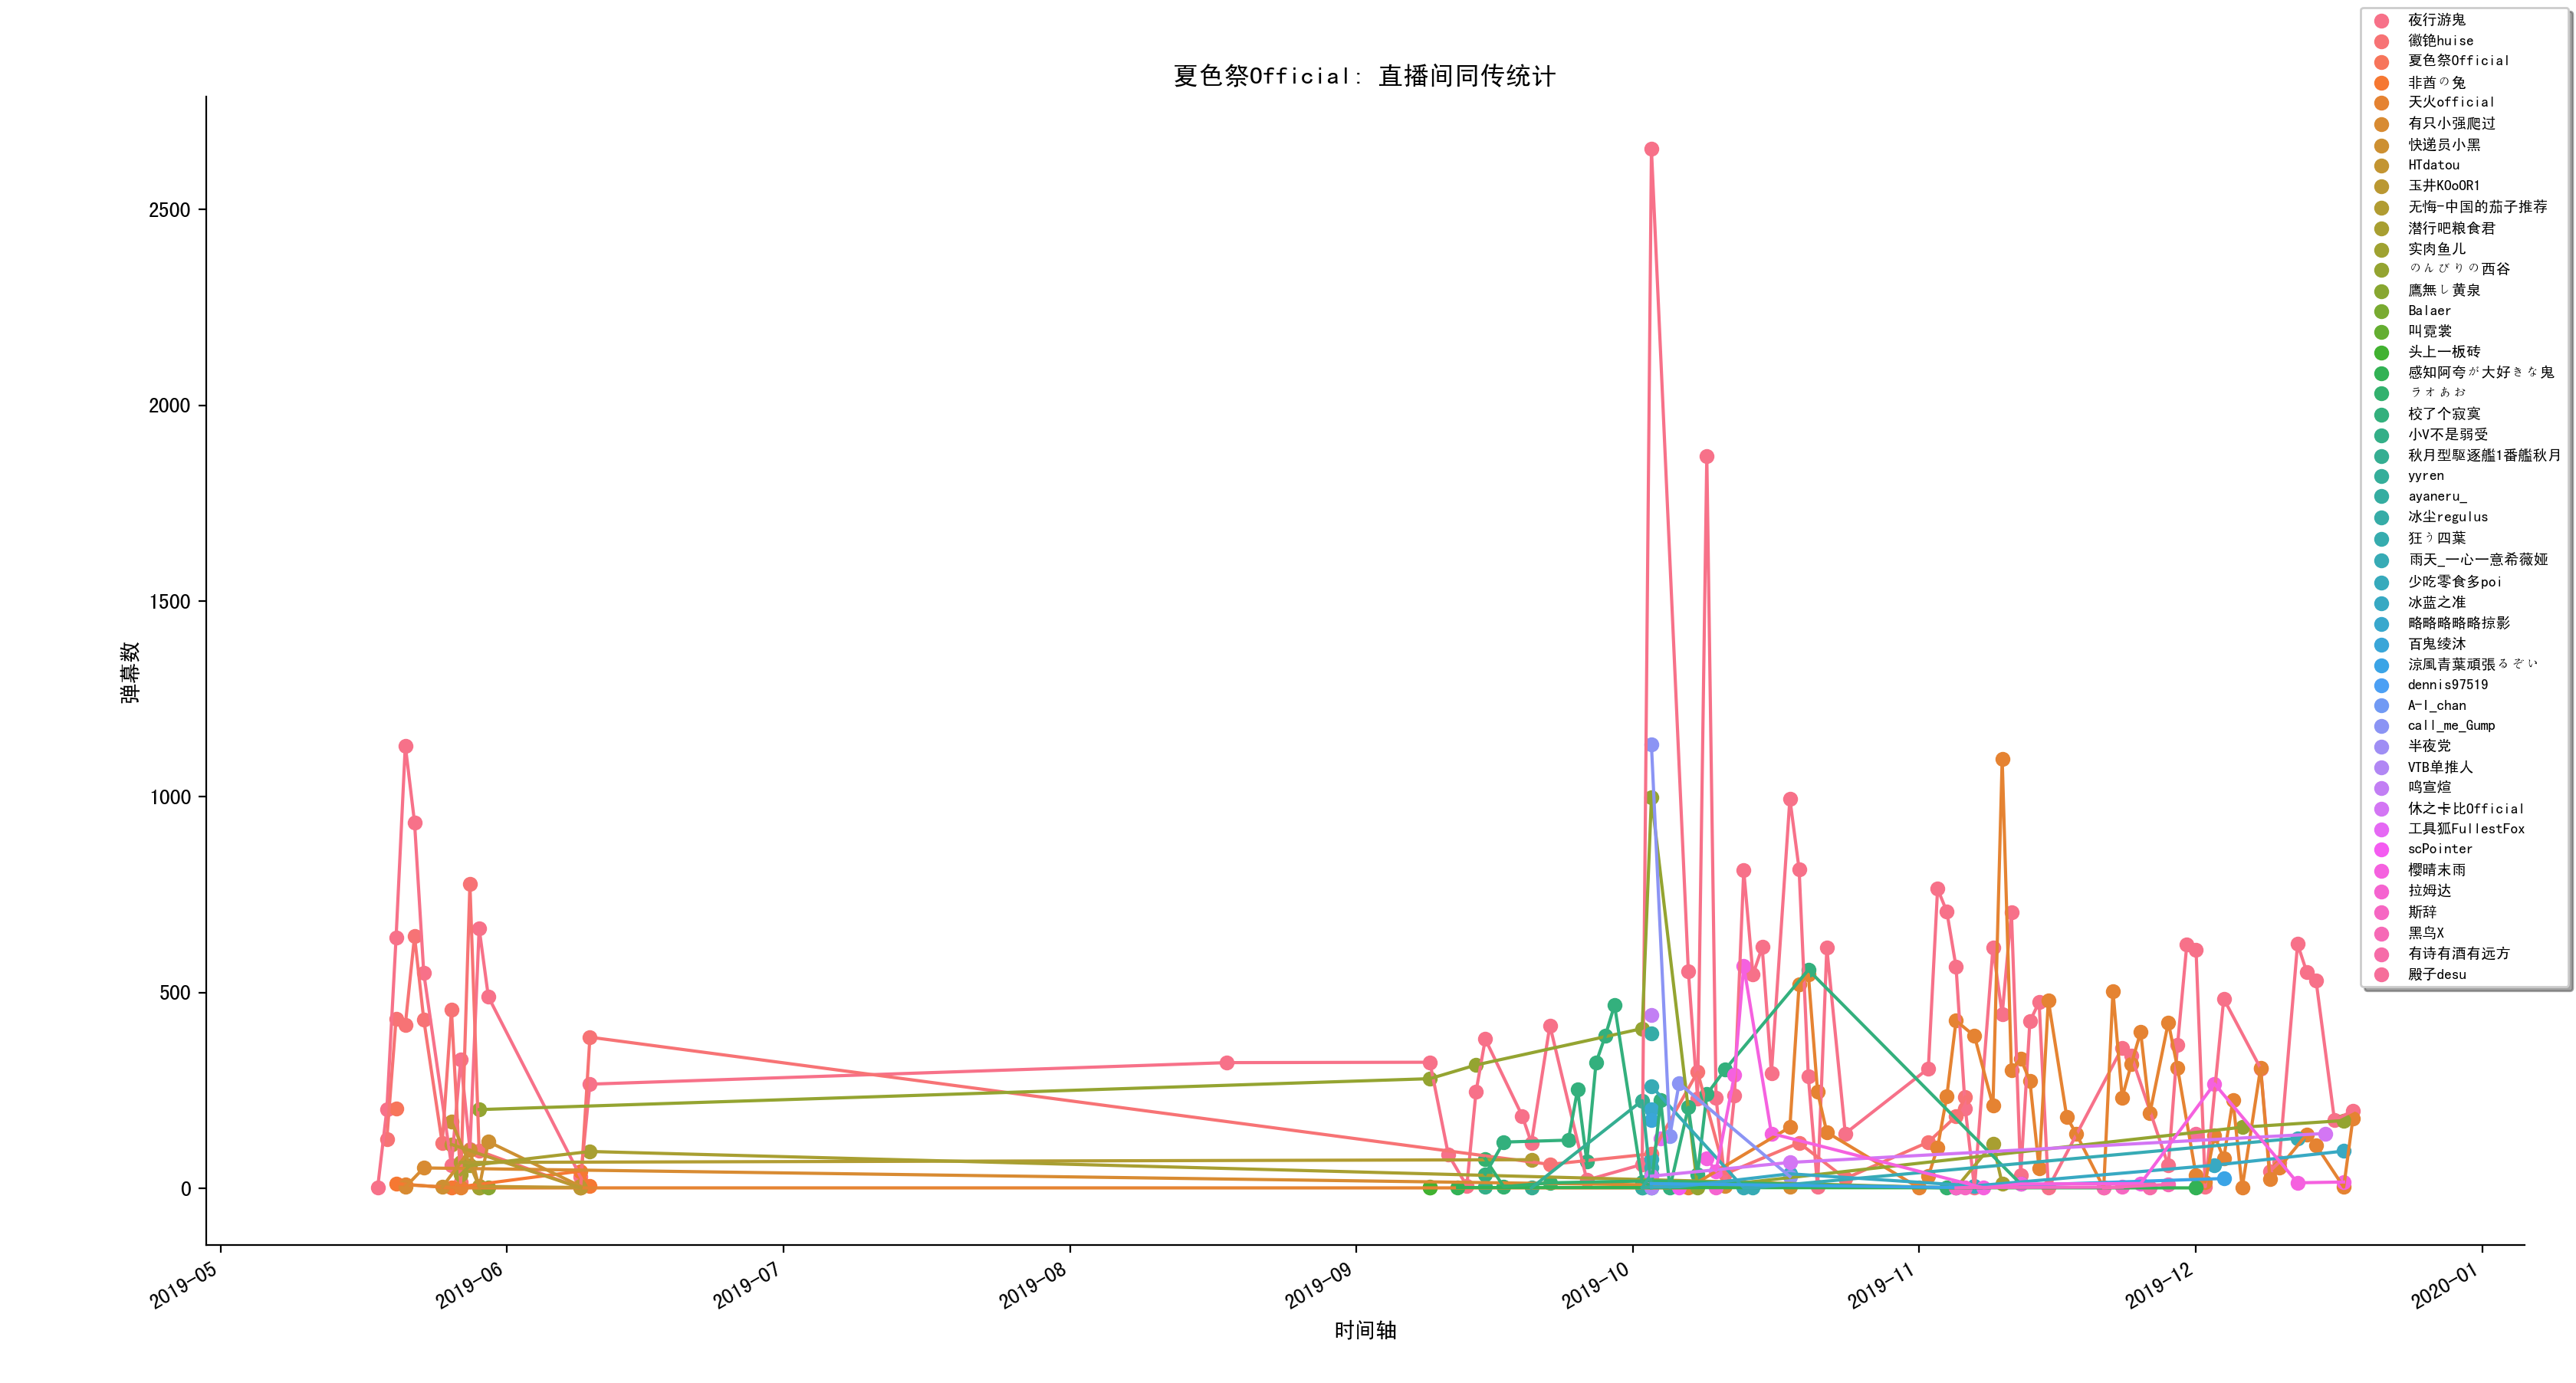 夏色祭Official: 直播间同传统计
弹幕数
2500
2000
1500
1000
500
0
2019-05
2019-06
2019-07
2019-08
2019-09
2019-10
2019-11
2019-12
2020-01
时间轴
夜行游鬼
徽铯huise
夏色祭Official
非酋の兔
天火official
有只小强爬过
快递员小黑
HTdatou
玉井KOoOR1
无悔-中国的茄子推荐
潜行吧粮食君
实肉鱼儿
のんびりの西谷
鷹無し黄泉
Balaer
叫霓裳
头上一板砖
感知阿夸が大好きな鬼
ラオあお
校了个寂寞
小V不是弱受
秋月型駆逐艦1番艦秋月
yyren
ayaneru_
冰尘regulus
狂う四葉
雨天_一心一意希薇娅
少吃零食多poi
冰蓝之准
略略略略略掠影
百鬼绫沐
涼風青葉頑張るぞい
dennis97519
A-I_chan
call_me_Gump
半夜党
VTB单推人
鸣宣煊
休之卡比Official
工具狐FullestFox
scPointer
樱晴末雨
拉姆达
斯辞
黑鸟X
有诗有酒有远方
殿子desu